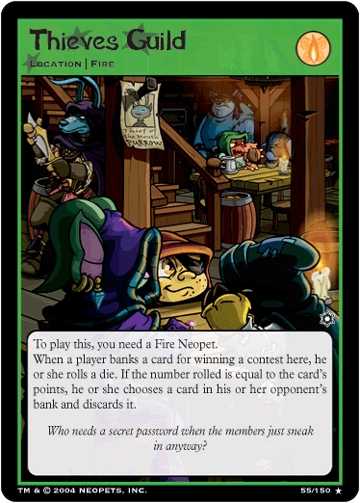 Thieves Guild
Location | Fire
Thief of
the Month
Burrow
To play this, you need a Fire Neopet.
When a player banks a card for winning a contest here, he
or she rolls a die. If the number rolled is equal to the card's
points, he or she chooses a card in his or her opponent's
bank and discards it.
Who needs a secret password when the members just sneak
in anyway?
TM & © 2004 NEOPETS, INC.
55/150 ★